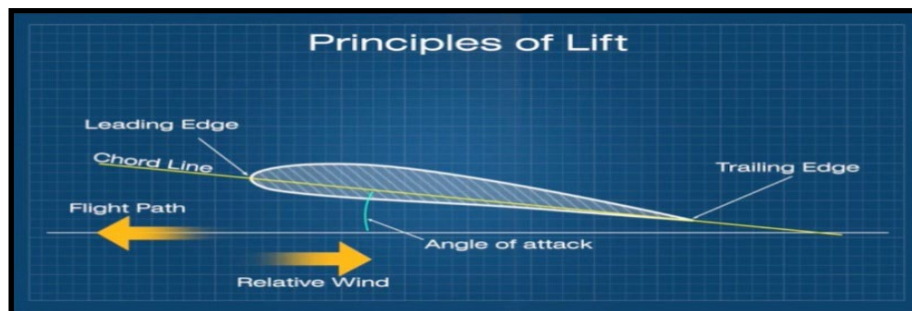 Principles of Lift
Leading Edge
Chord Line
Trailing Edge
Flight Path
Angle of attack
Relative Wind